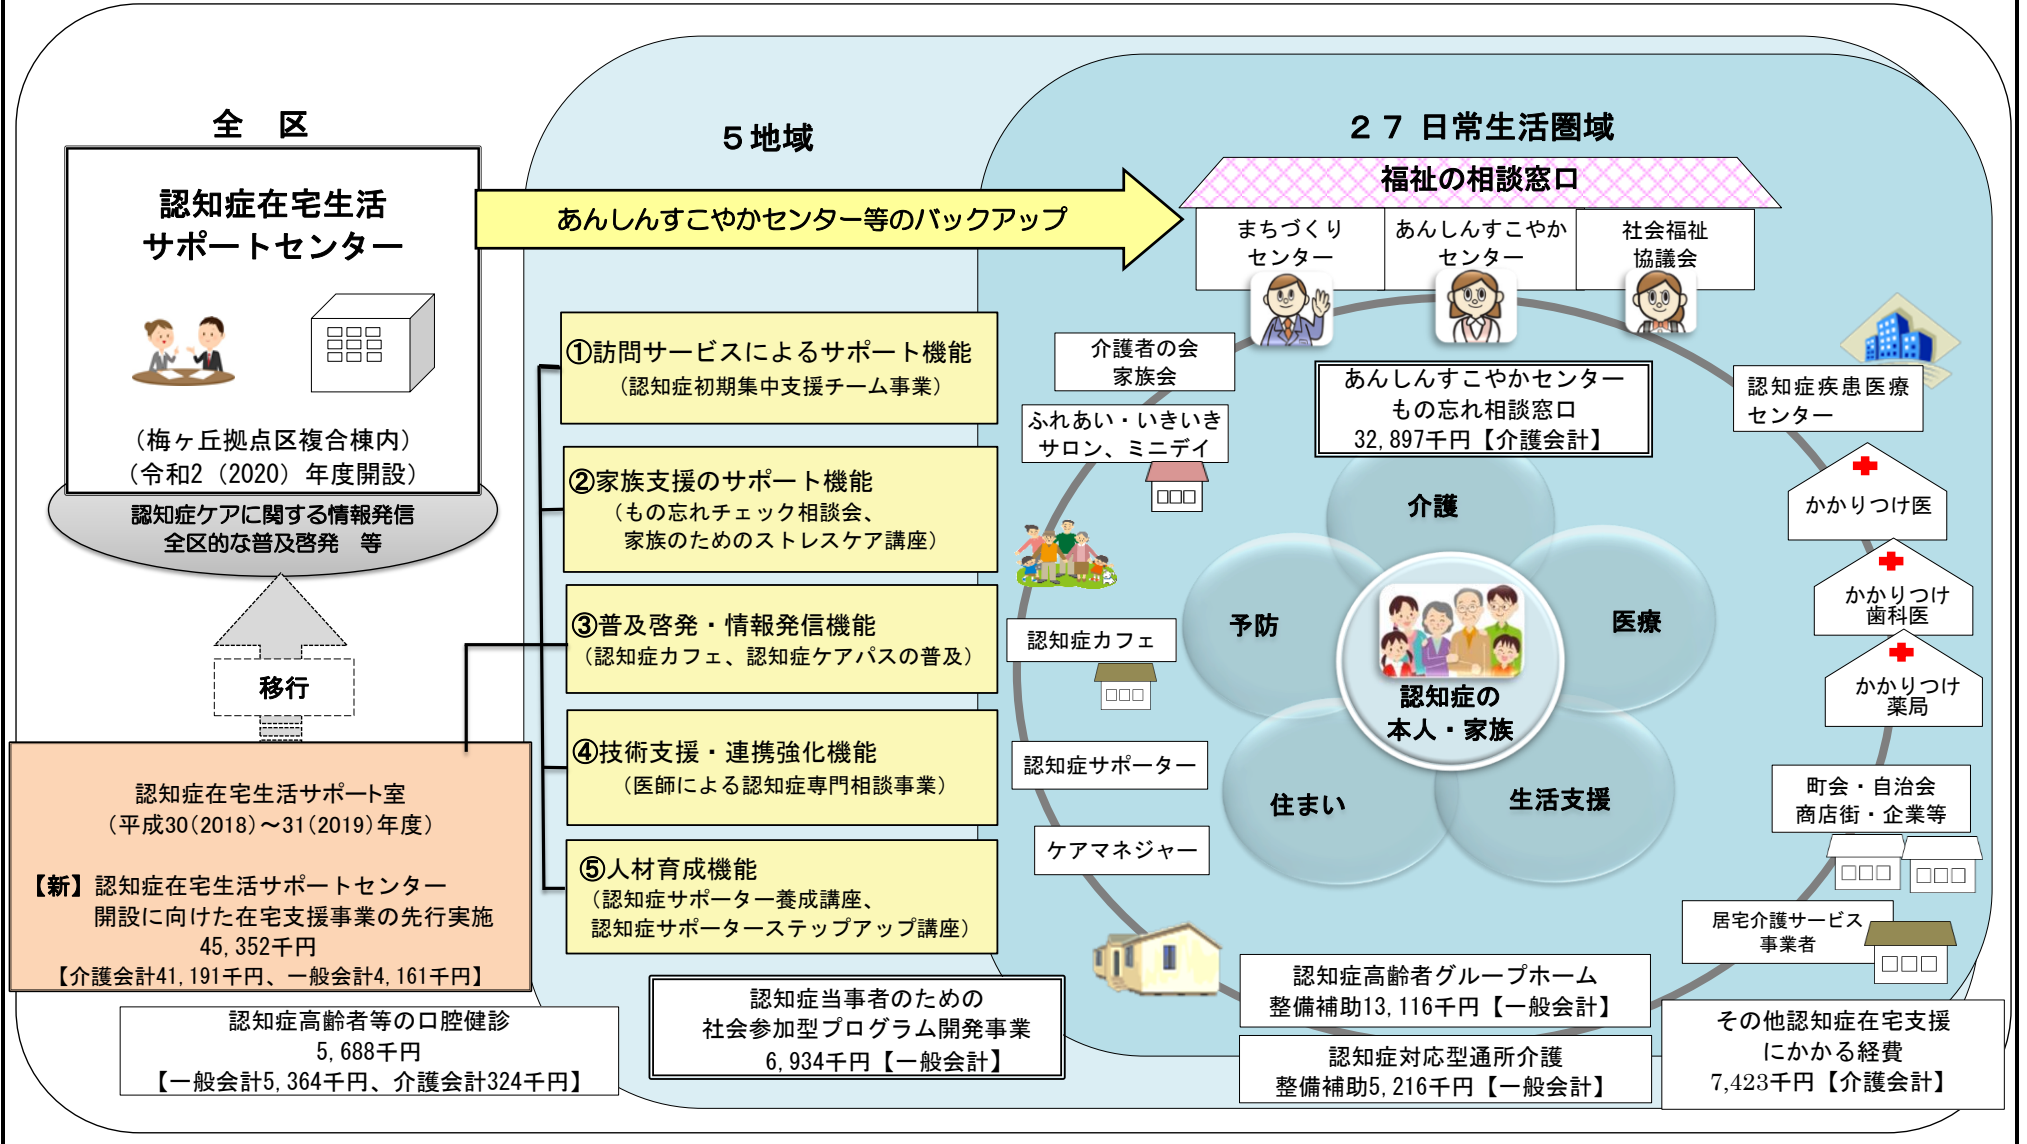 全　区
認知症在宅生活
サポートセンター
（梅ヶ丘拠点区複合棟内）
（令和2（2020）年度開設）
認知症ケアに関する情報発信
全区的な普及啓発　等
移行
認知症在宅生活サポート室
（平成30(2018)～31(2019)年度）
【新】認知症在宅生活サポートセンター
開設に向けた在宅支援事業の先行実施
45,352千円
【介護会計41,191千円、一般会計4,161千円】
認知症高齢者等の口腔健診
5,688千円
【一般会計5,364千円、介護会計324千円】
５地域
あんしんすこやかセンター等のバックアップ
①訪問サービスによるサポート機能
（認知症初期集中支援チーム事業）
②家族支援のサポート機能
（もの忘れチェック相談会、
家族のためのストレスケア講座）
③普及啓発・情報発信機能
（認知症カフェ、認知症ケアパスの普及）
④技術支援・連携強化機能
（医師による認知症専門相談事業）
⑤人材育成機能
（認知症サポーター養成講座、
認知症サポーターステップアップ講座）
認知症当事者のための
社会参加型プログラム開発事業
6,934千円【一般会計】
２７日常生活圏域
福祉の相談窓口
まちづくり
センター
あんしんすこやか
センター
社会福祉
協議会
介護者の会
家族会
ふれあい・いきいき
サロン、ミニデイ
認知症カフェ
認知症サポーター
ケアマネジャー
あんしんすこやかセンター
もの忘れ相談窓口
32,897千円【介護会計】
介護
予防
医療
住まい
生活支援
認知症の
本人・家族
認知症疾患医療
センター
かかりつけ医
かかりつけ
歯科医
かかりつけ
薬局
町会・自治会
商店街・企業等
居宅介護サービス
事業者
認知症高齢者グループホーム
整備補助13,116千円【一般会計】
認知症対応型通所介護
整備補助5,216千円【一般会計】
その他認知症在宅支援
にかかる経費
7,423千円【介護会計】